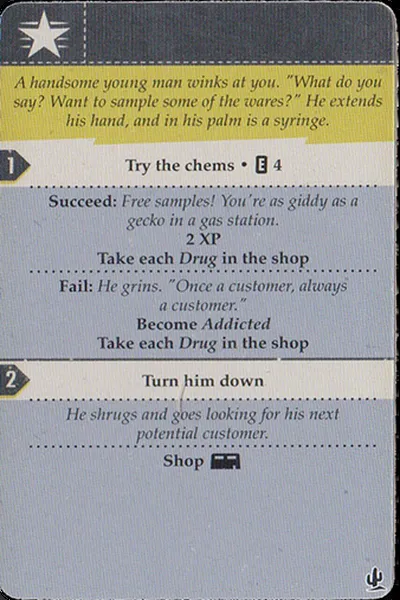 A handsome young man winks at you. "What do you
say? Want to sample some of the wares?" He extends
his hand, and in his palm is a syringe.
1
Try the chems • E 4
Succeed: Free samples! You're as giddy as a
gecko in a gas station.
2 XP
Take each Drug in the shop
Fail: He grins. "Once a customer, always
a customer."
Become Addicted
Take each Drug in the shop
2
Turn him down
He shrugs and goes looking for his next
potential customer.
Shop